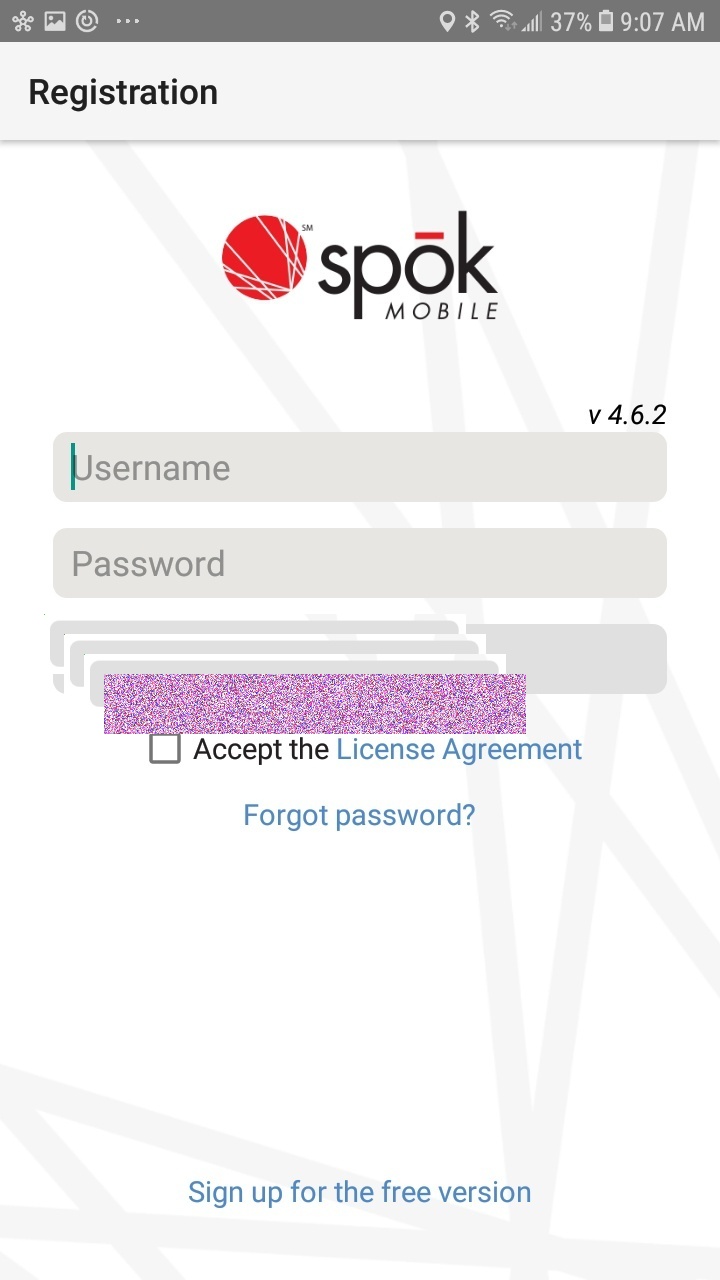 37% 9:07 AM
Registration
SM
spōk
MOBILE
v 4.6.2
Username
Password
Accept the License Agreement
Forgot password?
Sign up for the free version